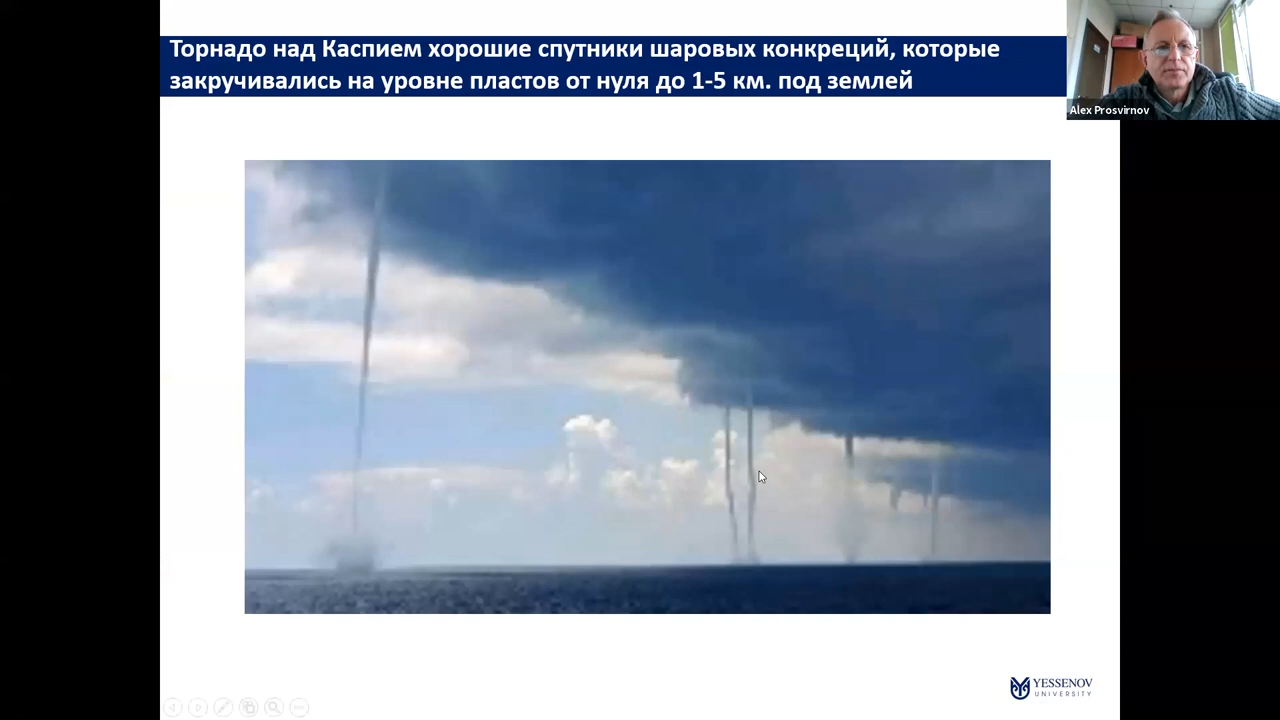 Торнадо над Каспием хорошие спутники шаровых конкреций, которые
закручивались на уровне пластов от нуля до 1-5 км. под землей
Alex Prosvirnov
YESSENOV
UNIVERSITY